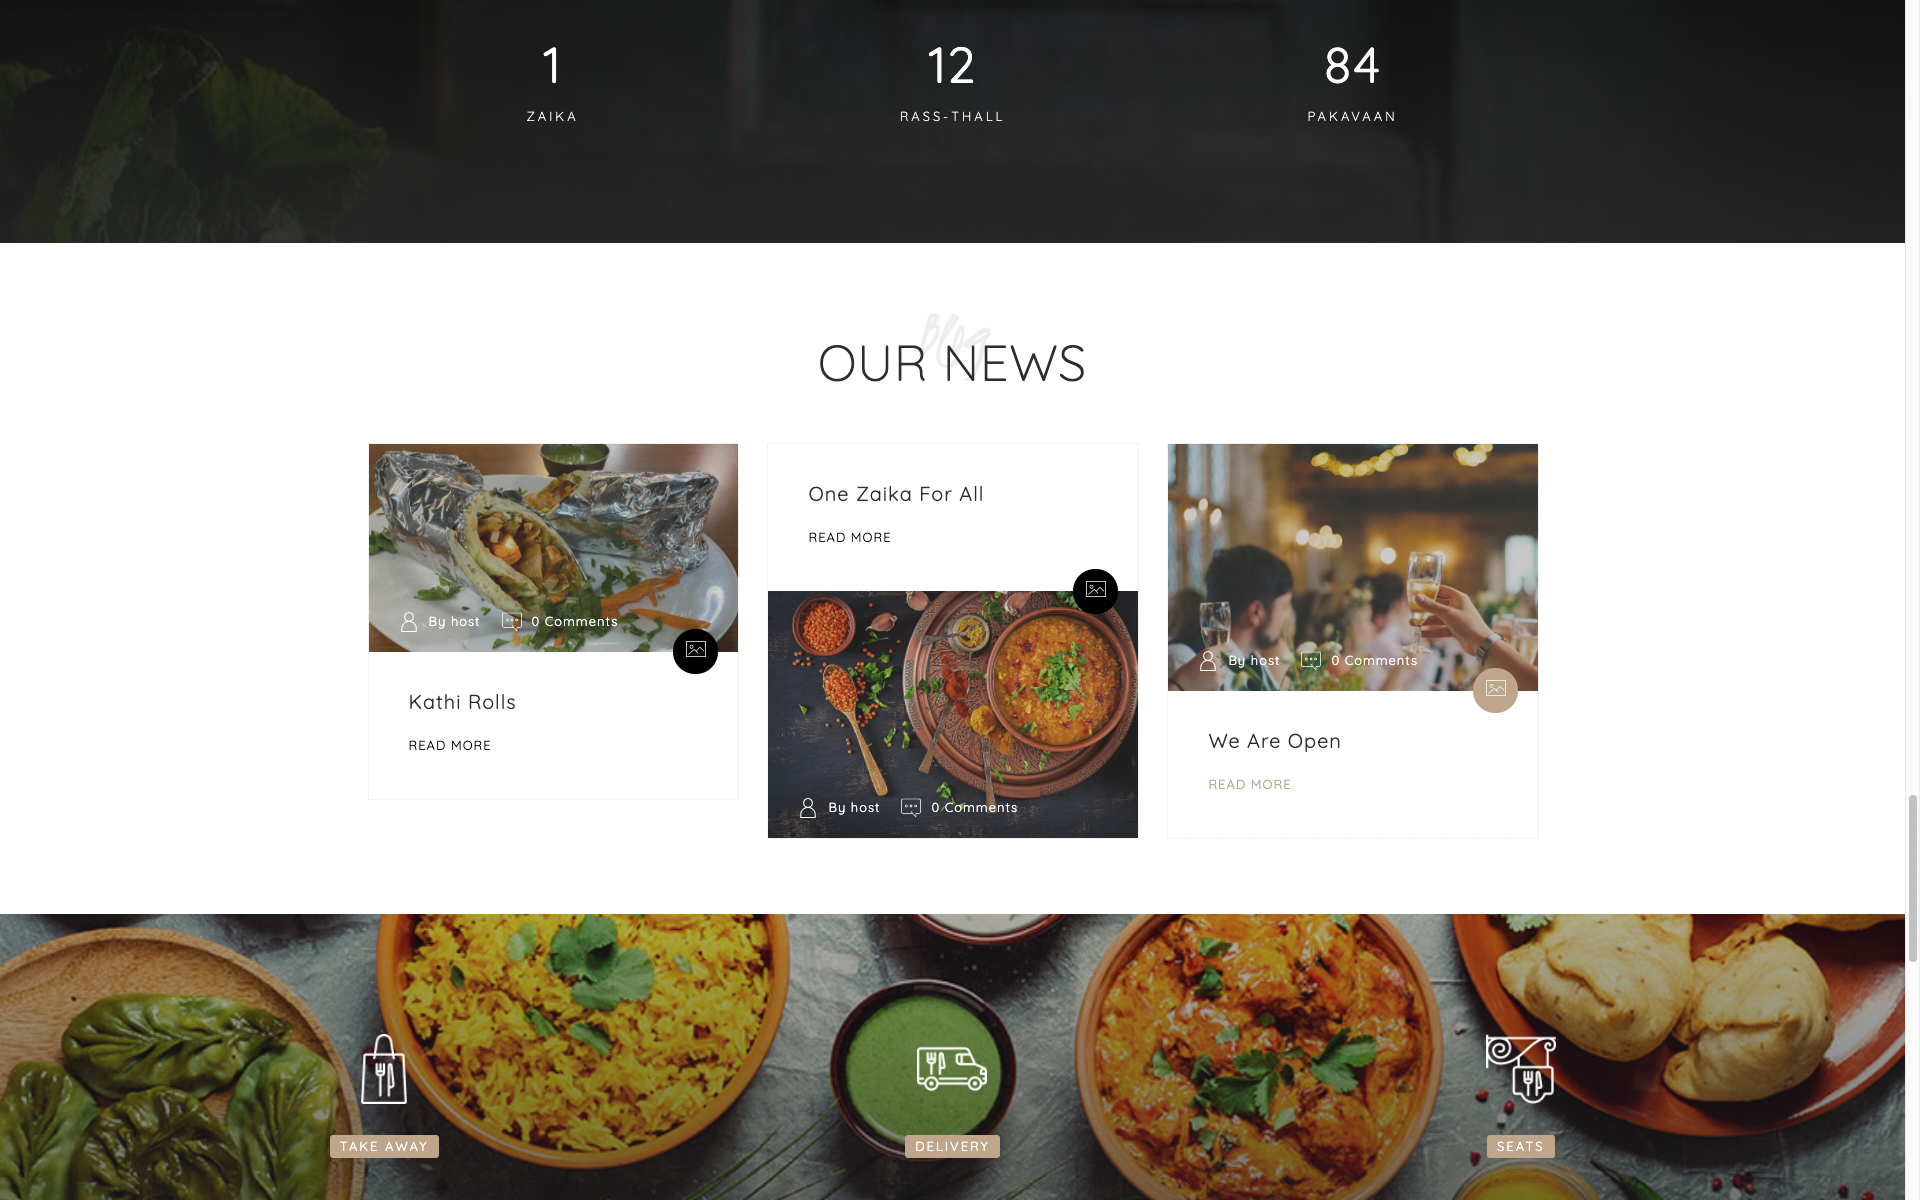 1
ZAIKA
12
RASS-THALL
84
PAKAVAAN
Blog
OUR NEWS
By host 0 Comments
Kathi Rolls
READ MORE
One Zaika For All
READ MORE
By host 0 Comments
By host 0 Comments
We Are Open
READ MORE
TAKE AWAY
DELIVERY
SEATS